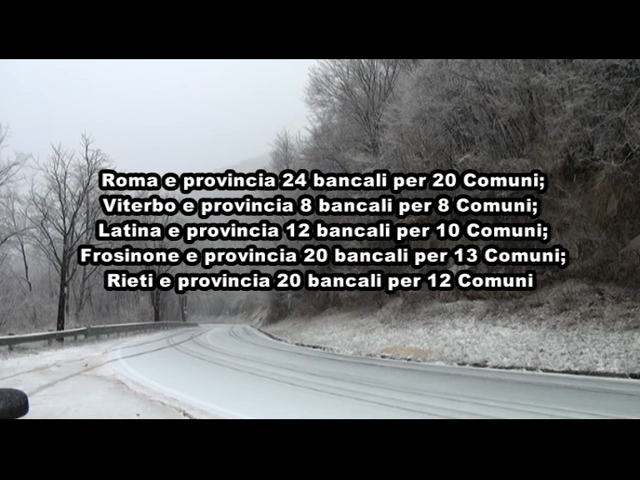 Roma e provincia 24 bancali per 20 Comuni;
Viterbo e provincia 8 bancali per 8 Comuni;
Latina e provincia 12 bancali per 10 Comuni;
Frosinone e provincia 20 bancali per 13 Comuni;
Rieti e provincia 20 bancali per 12 Comuni